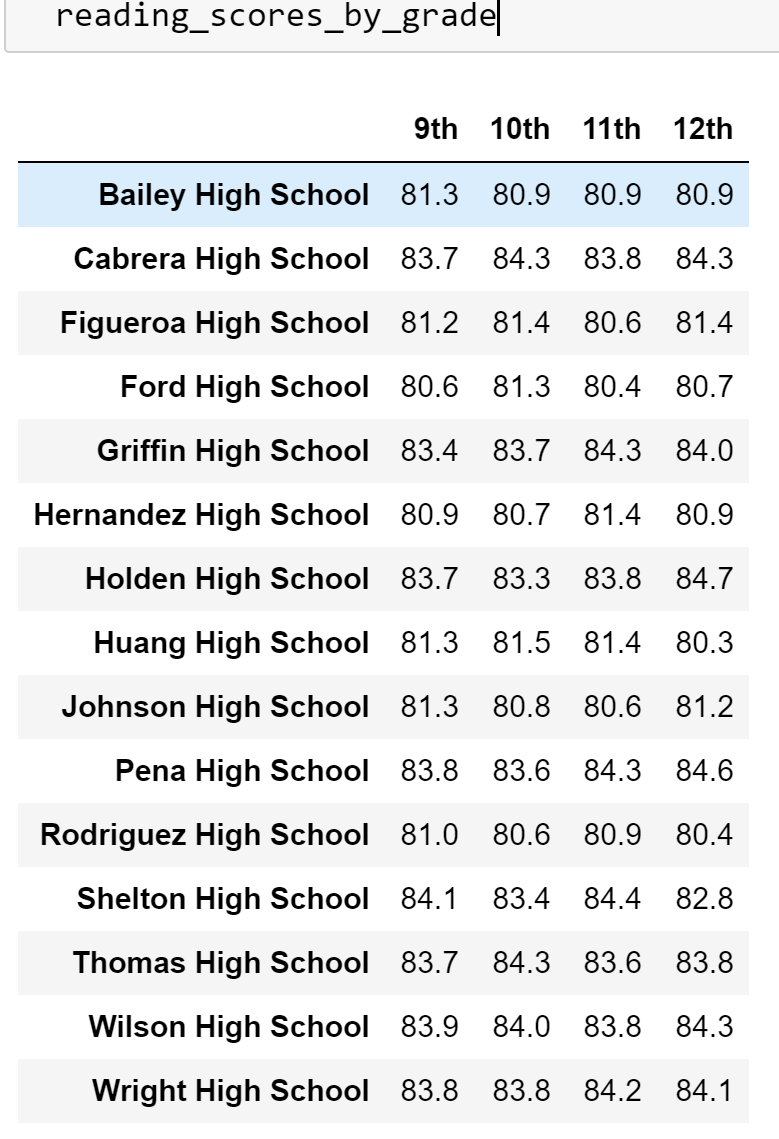 reading_scores_by_grade
9th 10th 11th 12th
Bailey High School 81.3 80.9 80.9 80.9
Cabrera High School 83.7 84.3 83.8 84.3
Figueroa High School 81.2 81.4 80.6 81.4
Ford High School 80.6 81.3 80.4 80.7
Griffin High School 83.4 83.7 84.3 84.0
Hernandez High School 80.9 80.7 81.4 80.9
Holden High School 83.7 83.3 83.8 84.7
Huang High School 81.3 81.5 81.4 80.3
Johnson High School 81.3 80.8 80.6 81.2
Pena High School 83.8 83.6 84.3 84.6
Rodriguez High School 81.0 80.6 80.9 80.4
Shelton High School 84.1 83.4 84.4 82.8
Thomas High School 83.7 84.3 83.6 83.8
Wilson High School 83.9 84.0 83.8 84.3
Wright High School 83.8 83.8 84.2 84.1